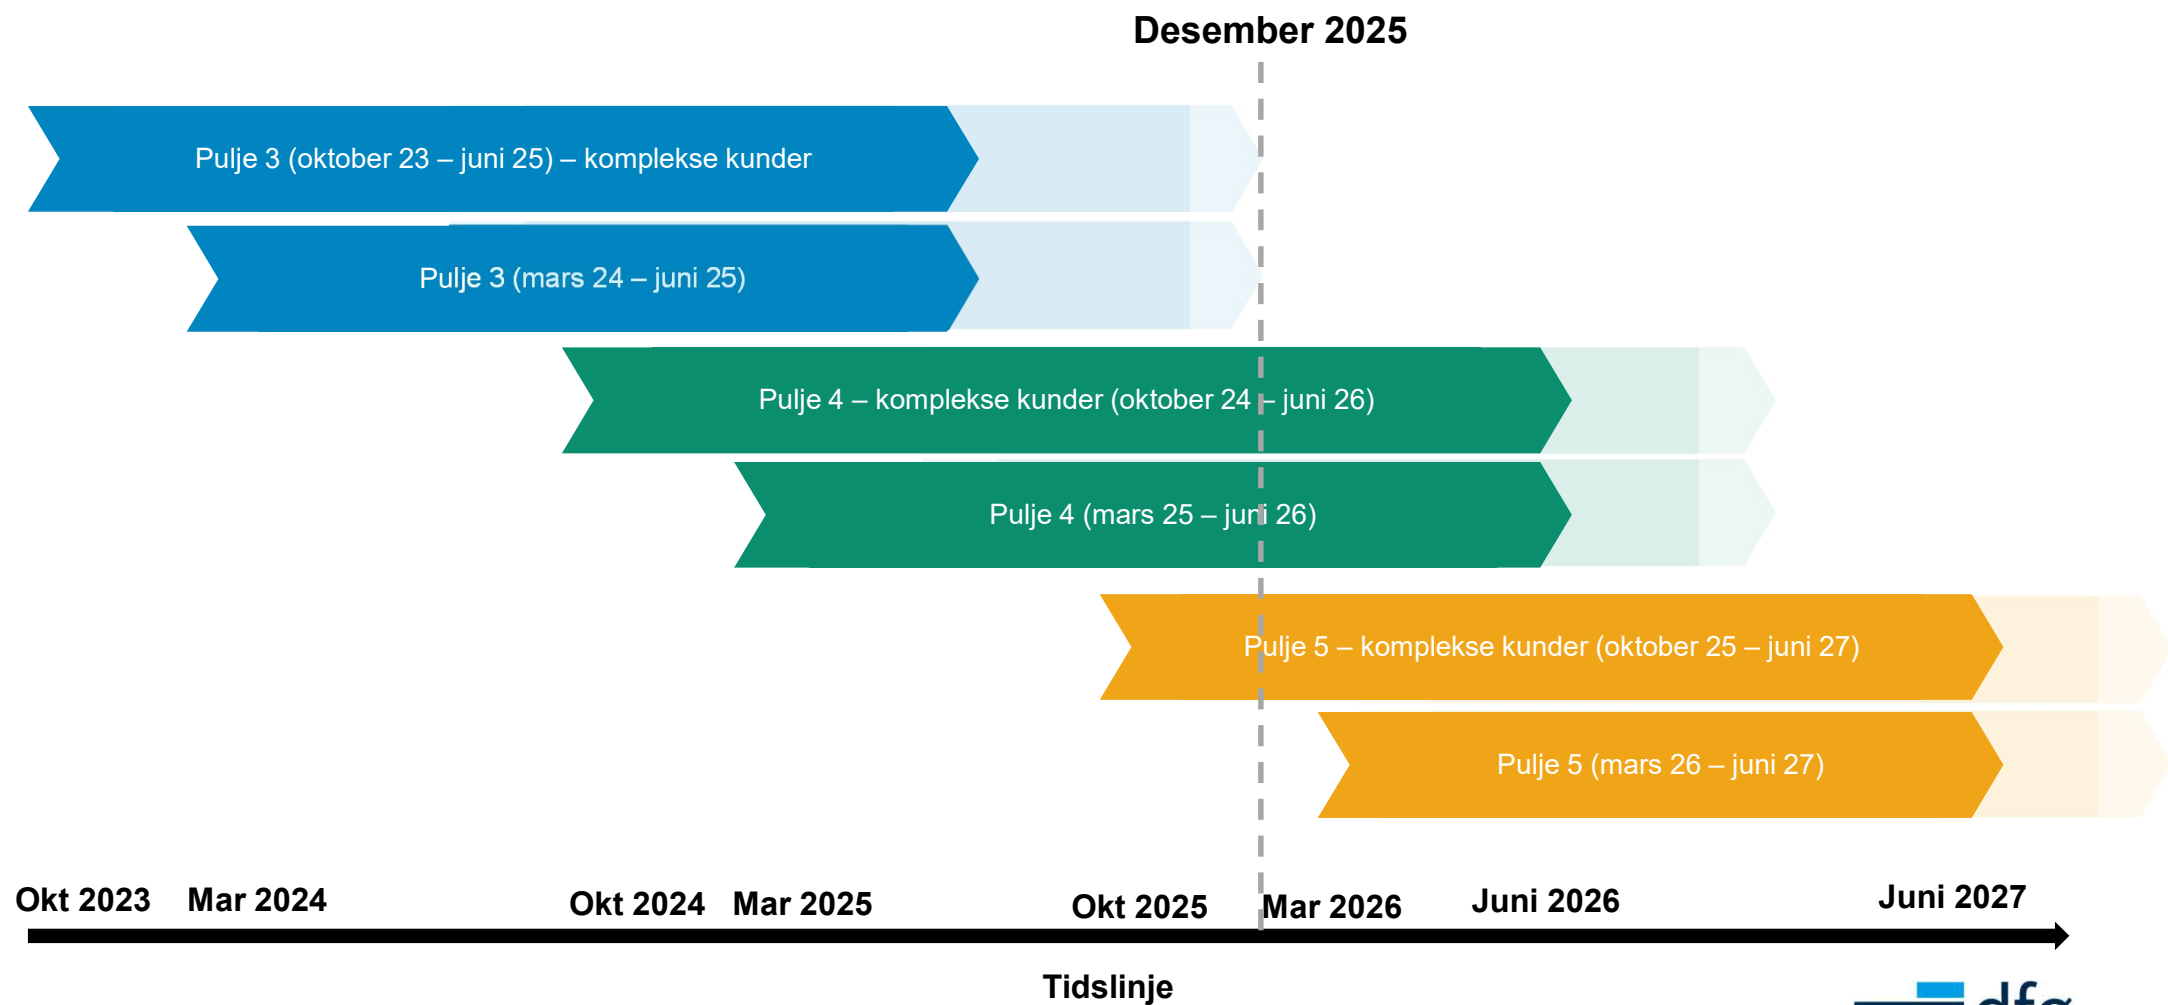 Desember 2025
Pulje 3 (oktober 23 – juni 25) – komplekse kunder
Pulje 3 (mars 24 – juni 25)
Pulje 4 – komplekse kunder (oktober 24 – juni 26)
Pulje 4 (mars 25 – juni 26)
Pulje 5 – komplekse kunder (oktober 25 – juni 27)
Pulje 5 (mars 26 – juni 27)
Okt 2023 Mar 2024 Okt 2024 Mar 2025 Okt 2025 Mar 2026 Juni 2026 Juni 2027
Tidslinje
dfø